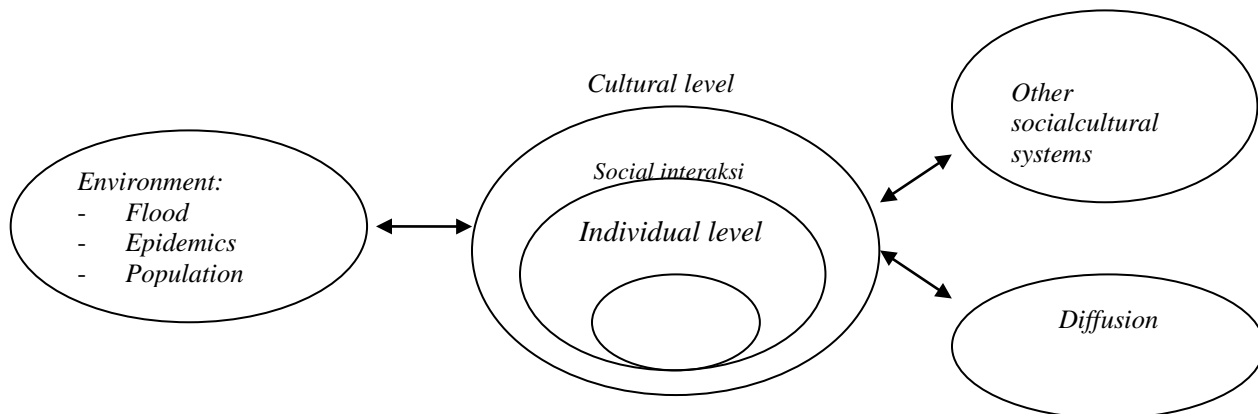 Environment:
- Flood
- Epidemics
- Population
Cultural level
Social interaksi
Individual level
Other
socialcultural
systems
Diffusion